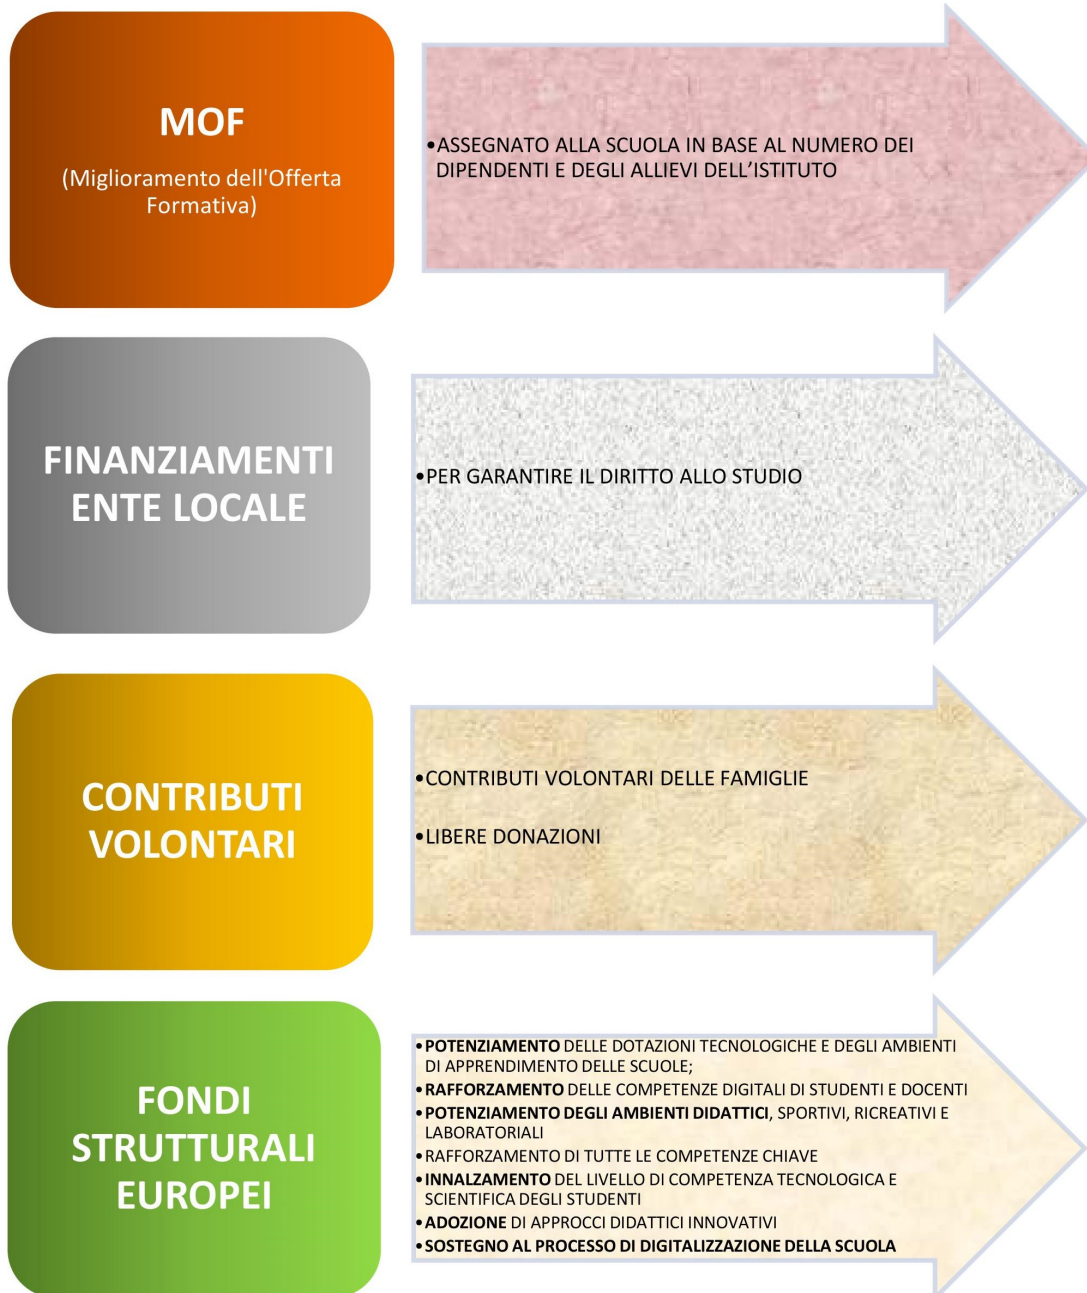 MOF
(Miglioramento dell'Offerta
Formativa)
•ASSEGNATO ALLA SCUOLA IN BASE AL NUMERO DEI
DIPENDENTI E DEGLI ALLIEVI DELL’ISTITUTO
FINANZIAMENTI
ENTE LOCALE
•PER GARANTIRE IL DIRITTO ALLO STUDIO
CONTRIBUTI
VOLONTARI
•CONTRIBUTI VOLONTARI DELLE FAMIGLIE
•LIBERE DONAZIONI
FONDI
STRUTTURALI
EUROPEI
•POTENZIAMENTO DELLE DOTAZIONI TECNOLOGICHE E DEGLI AMBIENTI
DI APPRENDIMENTO DELLE SCUOLE;
•RAFFORZAMENTO DELLE COMPETENZE DIGITALI DI STUDENTI E DOCENTI
•POTENZIAMENTO DEGLI AMBIENTI DIDATTICI, SPORTIVI, RICREATIVI E
LABORATORIALI
•RAFFORZAMENTO DI TUTTE LE COMPETENZE CHIAVE
•INNALZAMENTO DEL LIVELLO DI COMPETENZA TECNOLOGICA E
SCIENTIFICA DEGLI STUDENTI
•ADOZIONE DI APPROCCI DIDATTICI INNOVATIVI
•SOSTEGNO AL PROCESSO DI DIGITALIZZAZIONE DELLA SCUOLA